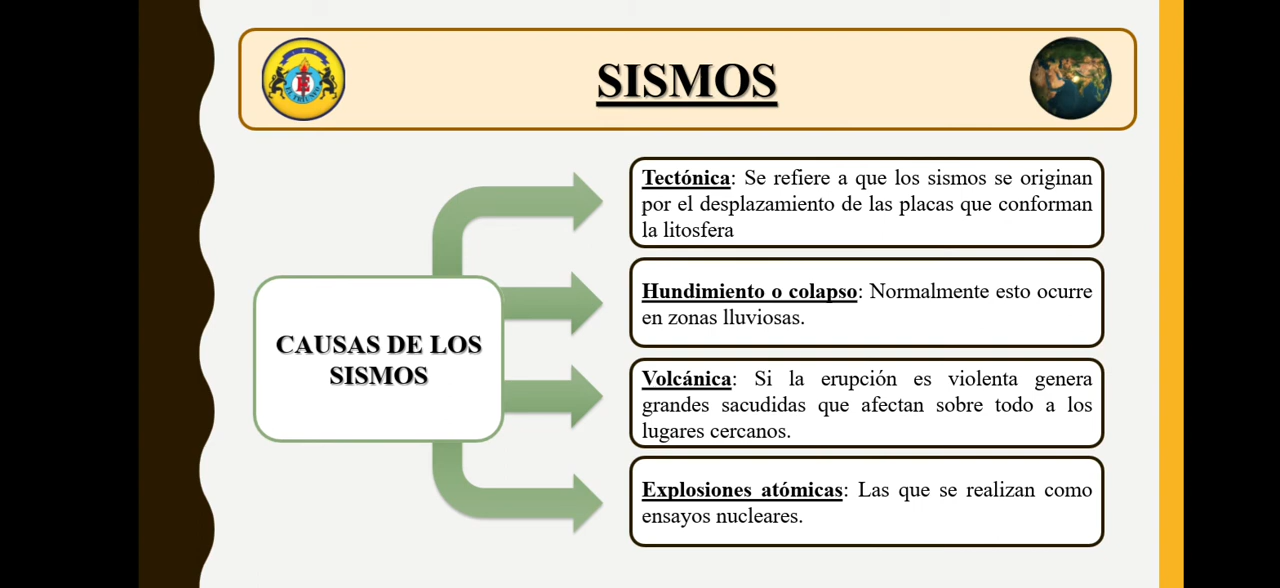 SISMOS
EL TRIUNFO
Tectónica: Se refiere a que los sismos se originan
por el desplazamiento de las placas que conforman
la litosfera
Hundimiento o colapso: Normalmente esto ocurre
en zonas lluviosas.
CAUSAS DE LOS
SISMOS
Volcánica: Si la erupción es violenta genera
grandes sacudidas que afectan sobre todo a los
lugares cercanos.
Explosiones atómicas: Las que se realizan como
ensayos nucleares.